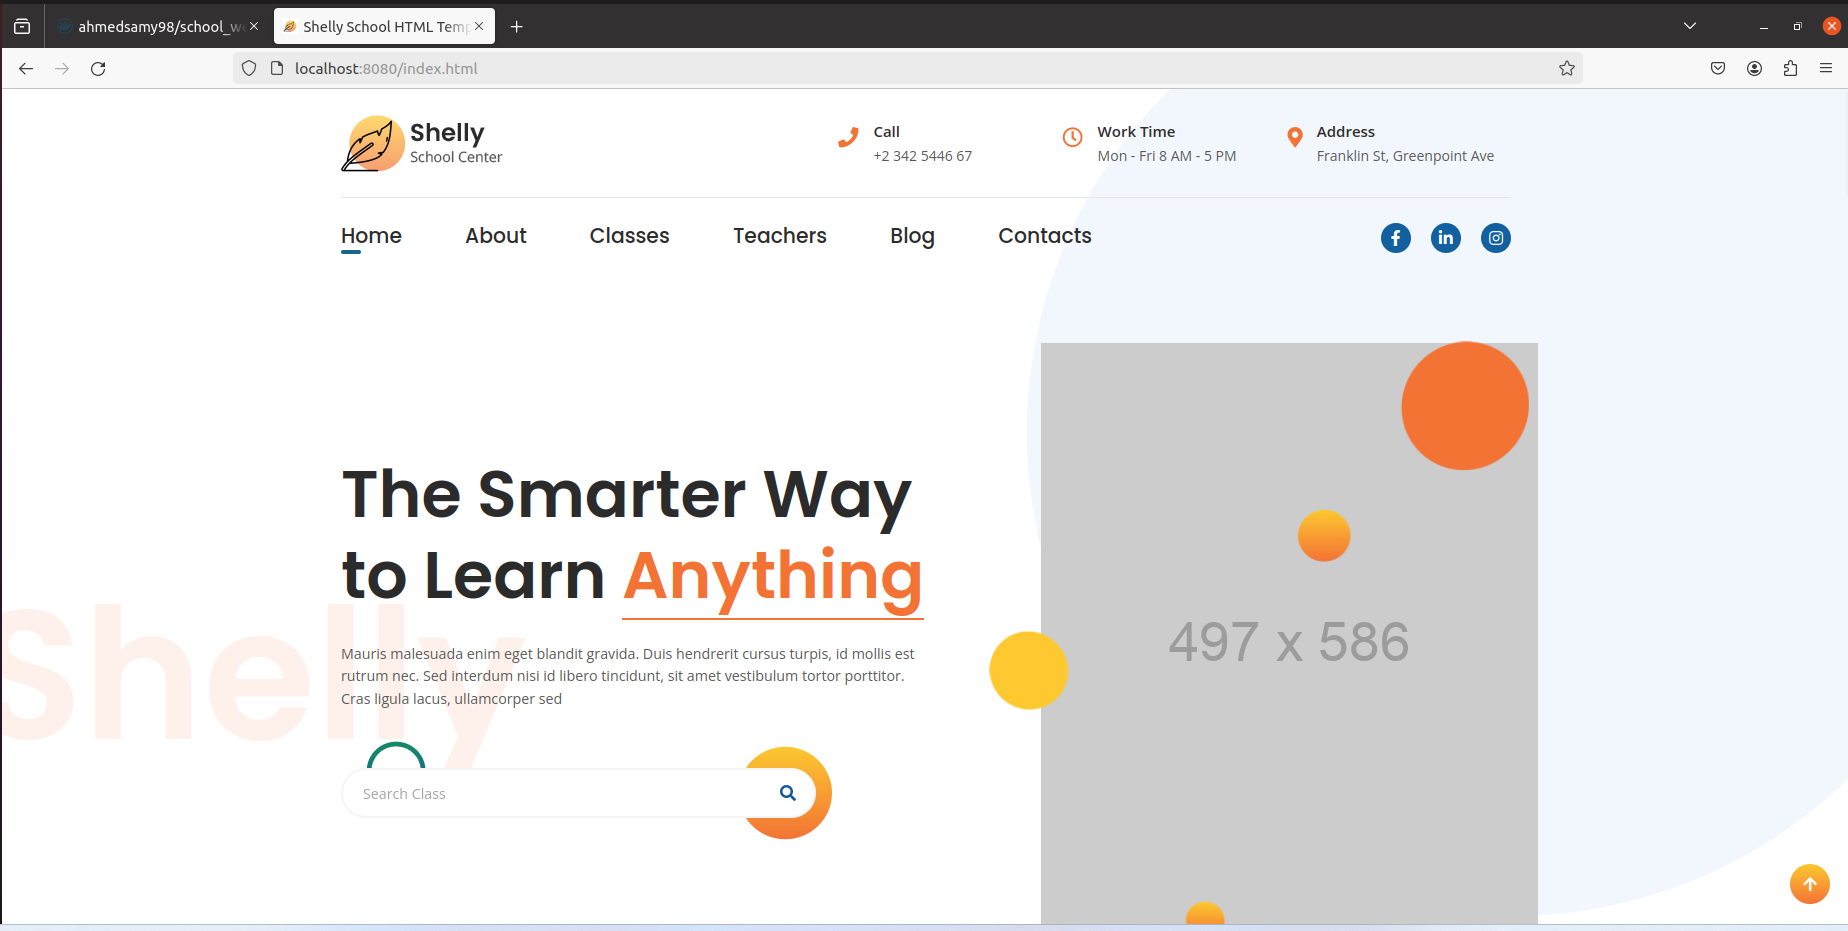 ahmedsamy98/school_w
Shelly School HTML Temp
localhost:8080/index.html
Shelly
School Center
Call
+2 342 5446 67
Work Time
Mon - Fri 8 AM - 5 PM
Address
Franklin St, Greenpoint Ave
Home About Classes Teachers Blog Contacts
The Smarter Way
to Learn Anything
Shelly
Mauris malesuada enim eget blandit gravida. Duis hendrerit cursus turpis, id mollis est
rutrum nec. Sed interdum nisi id libero tincidunt, sit amet vestibulum tortor porttitor.
Cras ligula lacus, ullamcorper sed
Search Class
497 x 586